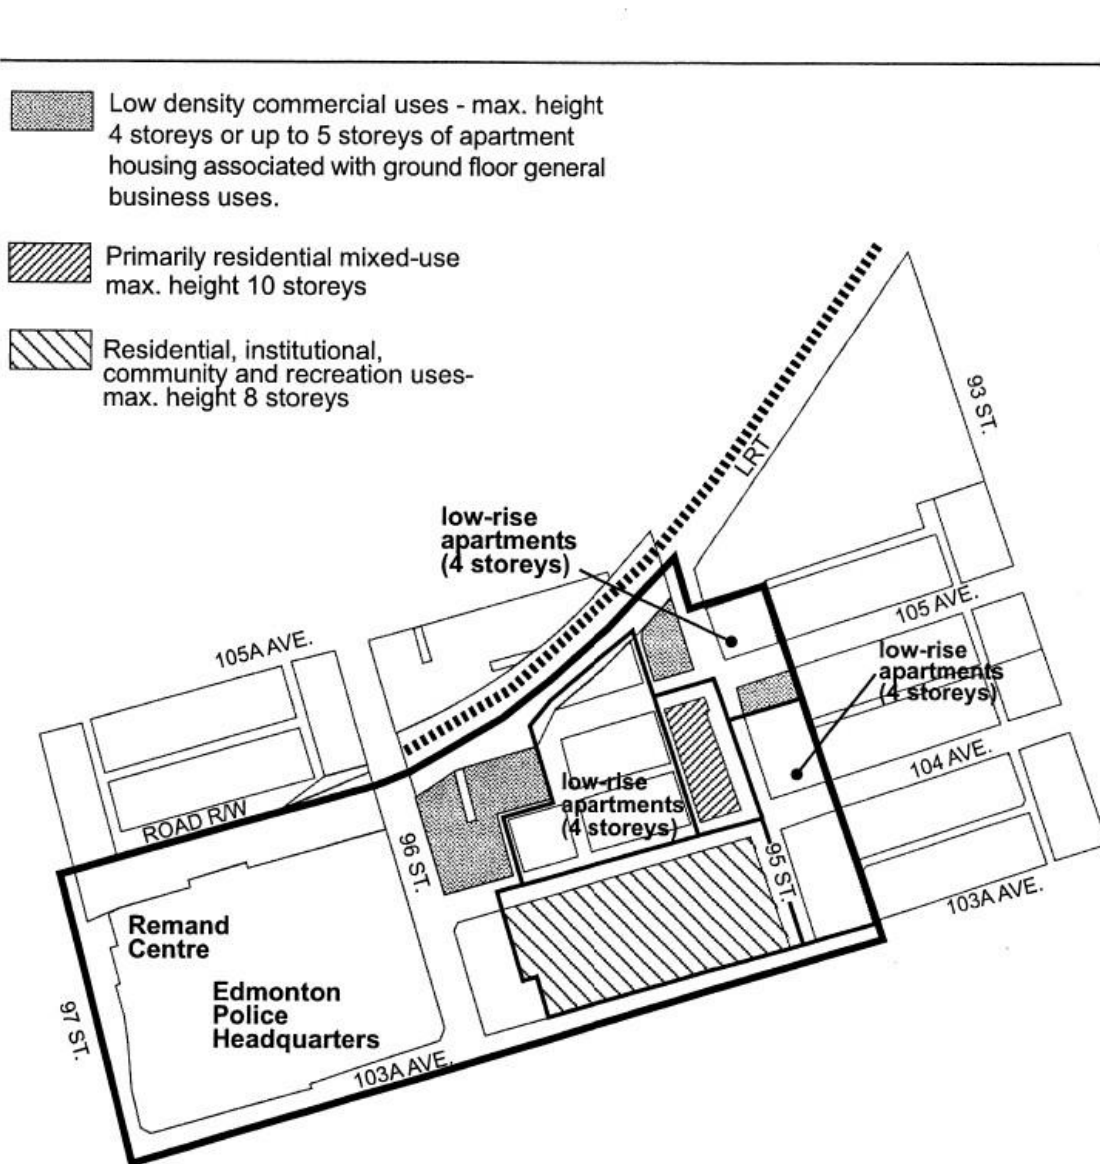 Low density commercial uses - max. height
4 storeys or up to 5 storeys of apartment
housing associated with ground floor general
business uses.
Primarily residential mixed-use
max. height 10 storeys
Residential, institutional,
community and recreation uses-
max. height 8 storeys
93 ST.
LRT
low-rise
apartments
(4 storeys)
105 AVE.
105A AVE.
low-rise
apartments
(4 storeys)
104 AVE.
low-rise
apartments
(4 storeys)
ROAD R/W
96 ST.
95 ST.
103A AVE.
Remand
Centre
Edmonton
Police
Headquarters
97 ST.
103A AVE.